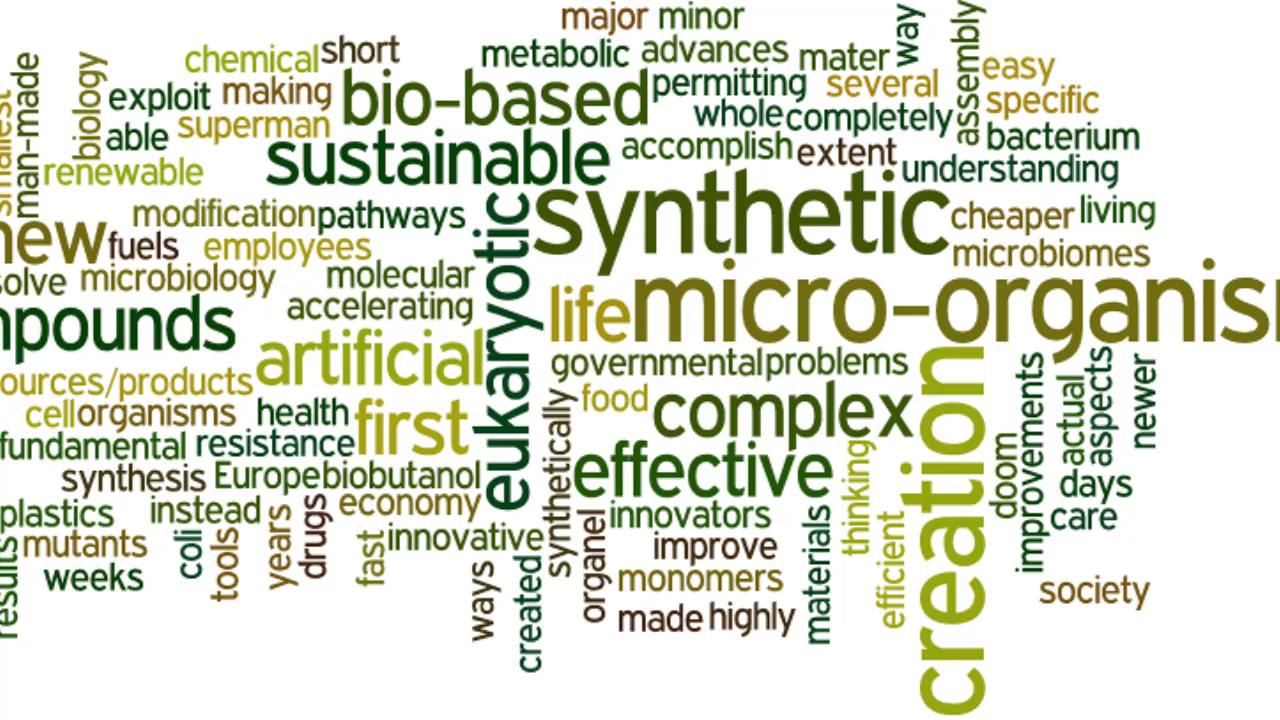 major minor
way
assembly
chemical short
metabolic advances mater
easy
man-made
biology
exploit making
bio-based
permitting several
specific
able superman
whole completely
bacterium
renewable
sustainable
accomplish extent
understanding
modification pathways
eukaryotic
synthetic
cheaper living
new fuels employees
microbiomes
solve microbiology molecular
accelerating
life micro-organis
mpounds
artificial
governmental problems
ources/products
creation
cell organisms health
first
food complex
improvements
actual
aspects
newer
fundamental resistance
synthetically
effective
thinking
doom
synthesis Europe biobutanol
days
plastics instead
economy
innovators
care
results
mutants
coli
tools
years
drugs
fast
innovative
organel
improve
materials
efficient
weeks
ways
created
monomers
society
made highly